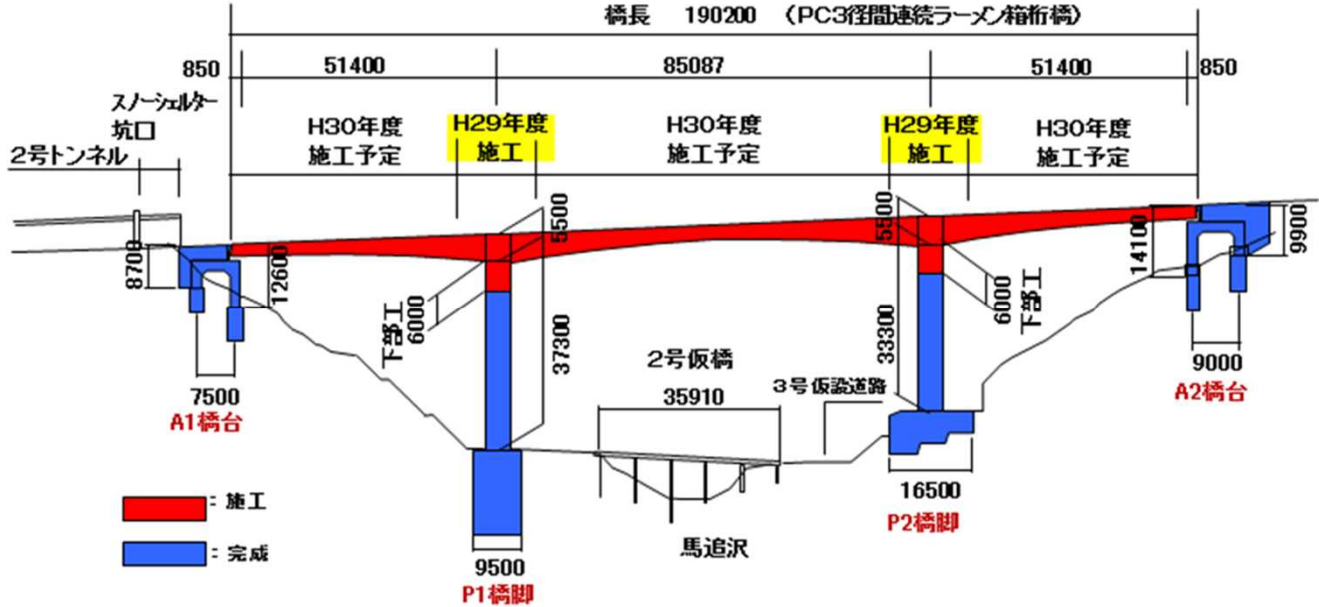 橋長 190200 （PC3径間連続ラーメン箱桁橋）
850 51400 85087 51400 850
スノーシェルター
坑口
2号トンネル
H30年度
施工予定
H29年度
施工
H30年度
施工予定
H29年度
施工
H30年度
施工予定
8700
12600
5500
5500
14100
9900
下部工
6000
37300
33300
6000
下部工
7500
A1橋台
2号仮橋
35910
3号仮設道路
9000
A2橋台
16500
P2橋脚
馬追沢
9500
P1橋脚
：施工
：完成